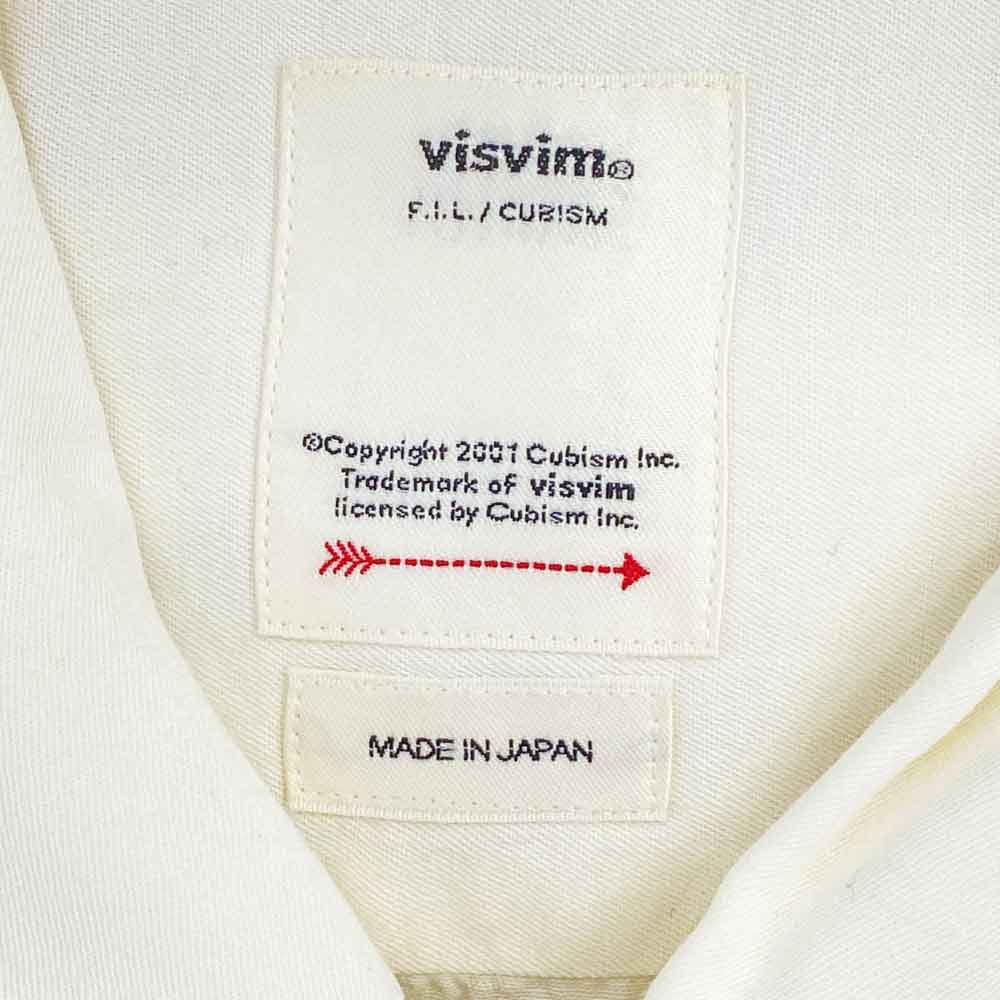 visvim®
F.I.L. / CUBISM
©Copyright 2001 Cubism Inc.
Trademark of visvim
licensed by Cubism Inc.
MADE IN JAPAN